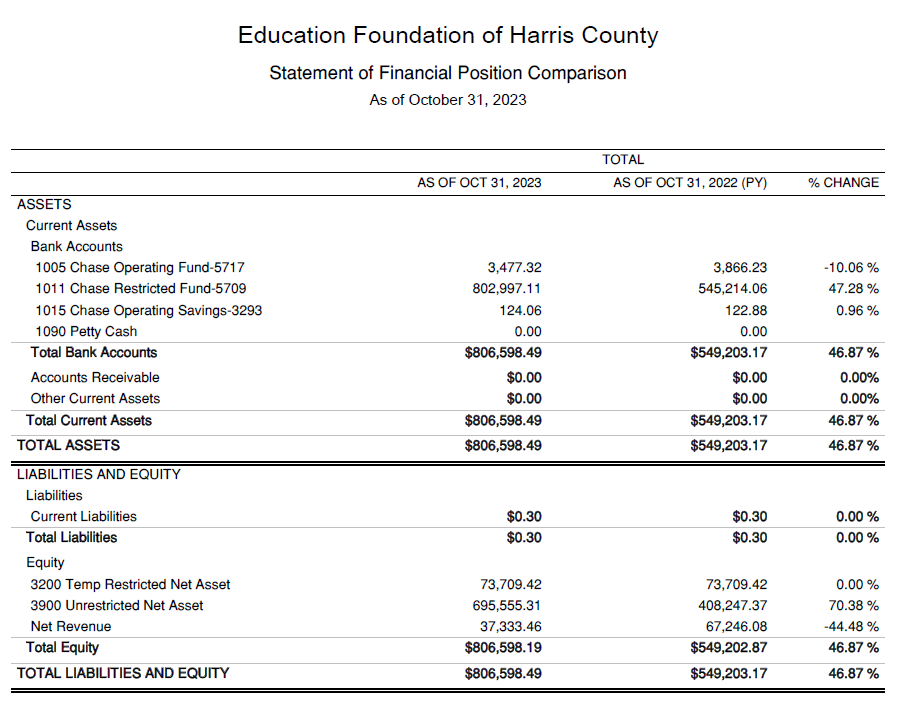 Education Foundation of Harris County
Statement of Financial Position Comparison
As of October 31, 2023
TOTAL
AS OF OCT 31, 2023 AS OF OCT 31, 2022 (PY) % CHANGE
ASSETS
Current Assets
Bank Accounts
1005 Chase Operating Fund-5717 3,477.32 3,866.23 -10.06 %
1011 Chase Restricted Fund-5709 802,997.11 545,214.06 47.28 %
1015 Chase Operating Savings-3293 124.06 122.88 0.96 %
1090 Petty Cash 0.00 0.00
Total Bank Accounts $806,598.49 $549,203.17 46.87 %
Accounts Receivable $0.00 $0.00 0.00%
Other Current Assets $0.00 $0.00 0.00%
Total Current Assets $806,598.49 $549,203.17 46.87 %
TOTAL ASSETS $806,598.49 $549,203.17 46.87 %
LIABILITIES AND EQUITY
Liabilities
Current Liabilities $0.30 $0.30 0.00 %
Total Liabilities $0.30 $0.30 0.00 %
Equity
3200 Temp Restricted Net Asset 73,709.42 73,709.42 0.00 %
3900 Unrestricted Net Asset 695,555.31 408,247.37 70.38 %
Net Revenue 37,333.46 67,246.08 -44.48 %
Total Equity $806,598.19 $549,202.87 46.87 %
TOTAL LIABILITIES AND EQUITY $806,598.49 $549,203.17 46.87 %